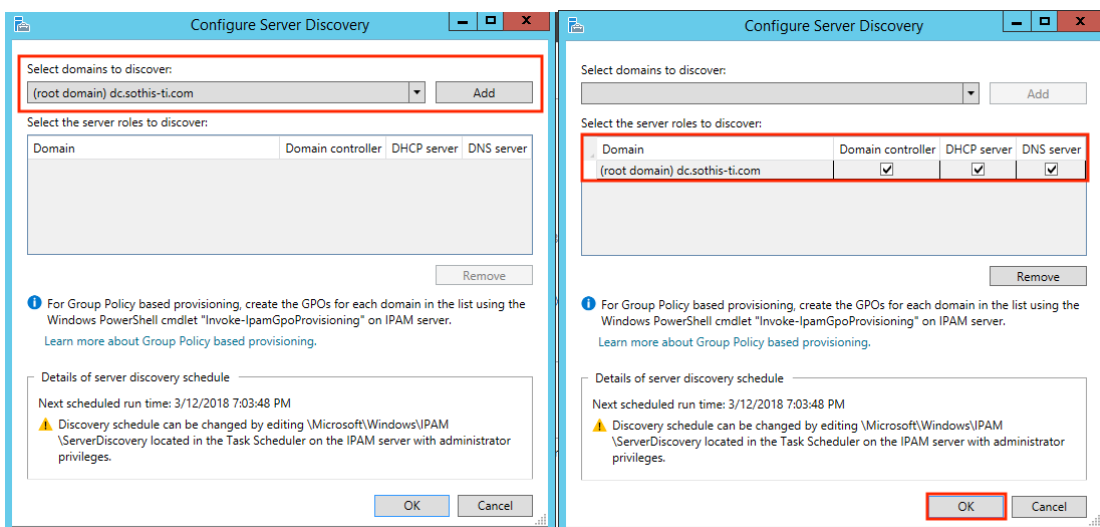 Configure Server Discovery
Select domains to discover:
(root domain) dc.sothis-ti.com
Add
Select the server roles to discover:
Domain Domain controller DHCP server DNS server
Remove
For Group Policy based provisioning, create the GPOs for each domain in the list using the
Windows PowerShell cmdlet "Invoke-IpamGpoProvisioning" on IPAM server.
Learn more about Group Policy based provisioning.
Details of server discovery schedule
Next scheduled run time: 3/12/2018 7:03:48 PM
Discovery schedule can be changed by editing \Microsoft\Windows\IPAM
\ServerDiscovery located in the Task Scheduler on the IPAM server with administrator
privileges.
OK Cancel
Configure Server Discovery
Select domains to discover:
Add
Select the server roles to discover:
Domain Domain controller DHCP server DNS server
(root domain) dc.sothis-ti.com
Remove
For Group Policy based provisioning, create the GPOs for each domain in the list using the
Windows PowerShell cmdlet "Invoke-IpamGpoProvisioning" on IPAM server.
Learn more about Group Policy based provisioning.
Details of server discovery schedule
Next scheduled run time: 3/12/2018 7:03:48 PM
Discovery schedule can be changed by editing \Microsoft\Windows\IPAM
\ServerDiscovery located in the Task Scheduler on the IPAM server with administrator
privileges.
OK Cancel